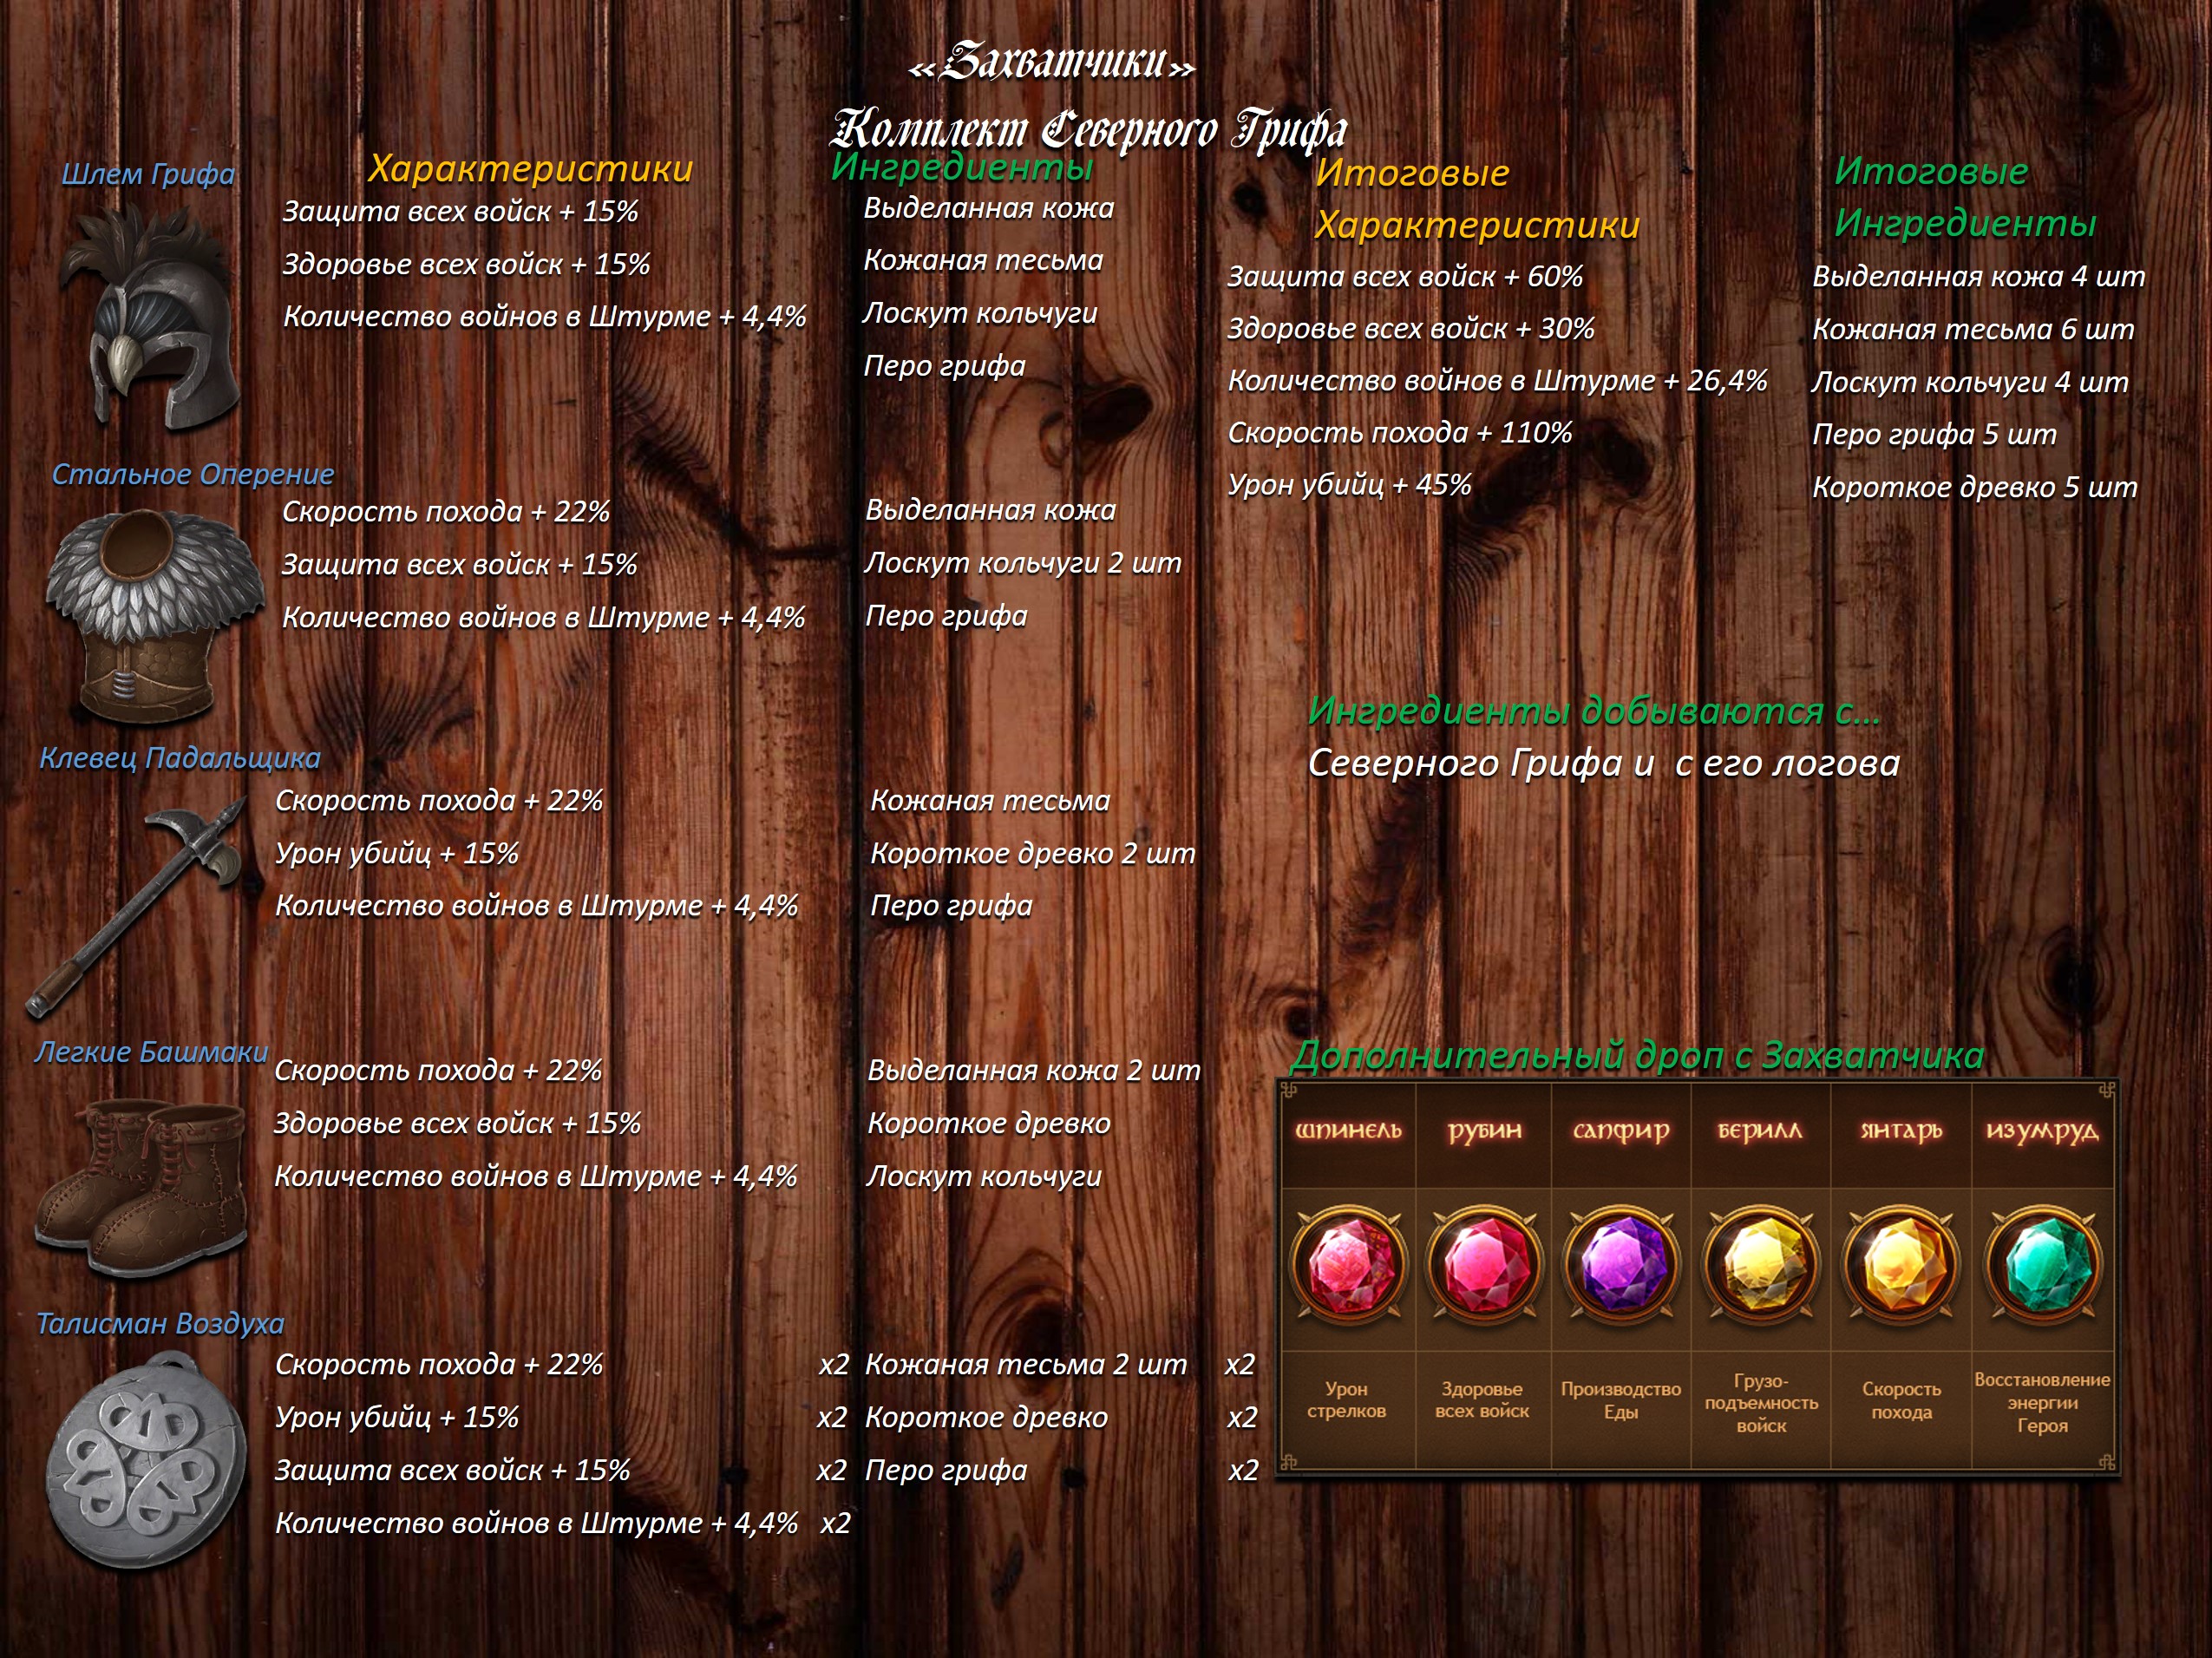 «Захватчики»
Комплект Северного Грифа
Шлем Грифа
Характеристики
Защита всех войск + 15%
Здоровье всех войск + 15%
Количество войнов в Штурме + 4,4%
Ингредиенты
Выделанная кожа
Кожаная тесьма
Лоскут кольчуги
Перо грифа
Стальное Оперение
Скорость похода + 22%
Защита всех войск + 15%
Количество войнов в Штурме + 4,4%
Выделанная кожа
Лоскут кольчуги 2 шт
Перо грифа
Клевец Падальщика
Скорость похода + 22%
Урон убийц + 15%
Количество войнов в Штурме + 4,4%
Кожаная тесьма
Короткое древко 2 шт
Перо грифа
Легкие Башмаки
Скорость похода + 22%
Здоровье всех войск + 15%
Количество войнов в Штурме + 4,4%
Выделанная кожа 2 шт
Короткое древко
Лоскут кольчуги
Талисман Воздуха
Скорость похода + 22% x2
Урон убийц + 15% x2
Защита всех войск + 15% x2
Количество войнов в Штурме + 4,4% x2
Кожаная тесьма 2 шт x2
Короткое древко x2
Перо грифа x2
Итоговые
Характеристики
Защита всех войск + 60%
Здоровье всех войск + 30%
Количество войнов в Штурме + 26,4%
Скорость похода + 110%
Урон убийц + 45%
Итоговые
Ингредиенты
Выделанная кожа 4 шт
Кожаная тесьма 6 шт
Лоскут кольчуги 4 шт
Перо грифа 5 шт
Короткое древко 5 шт
Ингредиенты добываются с...
Северного Грифа и с его логова
Дополнительный дроп с Захватчика
шпинель рубин сапфир берилл янтарь изумруд
Урон
стрелков
Здоровье
всех войск
Производство
Еды
Грузо-
подъемность
войск
Скорость
похода
Восстановление
энергии
Героя